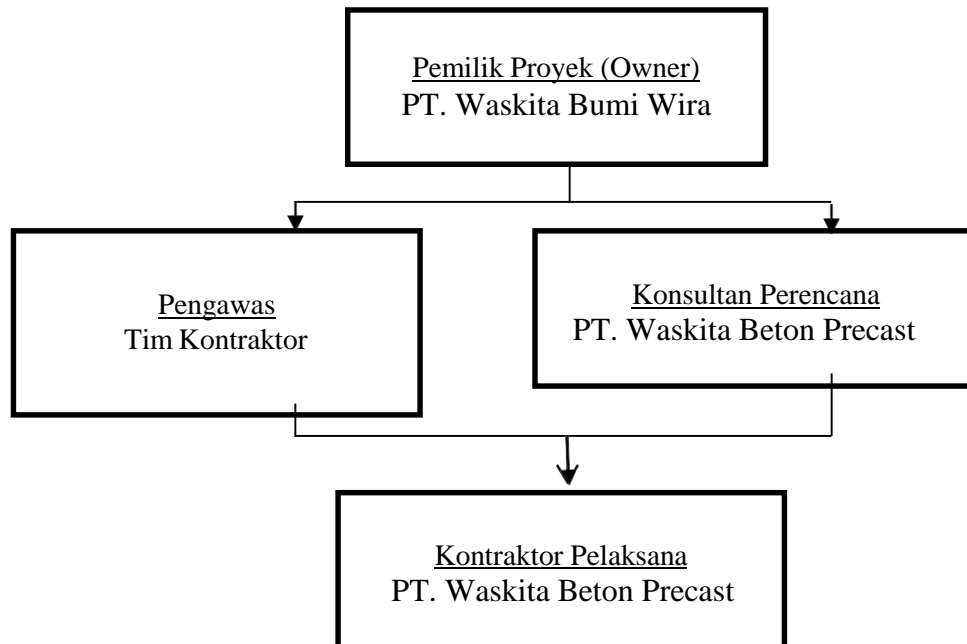 Pemilik Proyek (Owner)
PT. Waskita Bumi Wira
Pengawas
Tim Kontraktor
Konsultan Perencana
PT. Waskita Beton Precast
Kontraktor Pelaksana
PT. Waskita Beton Precast